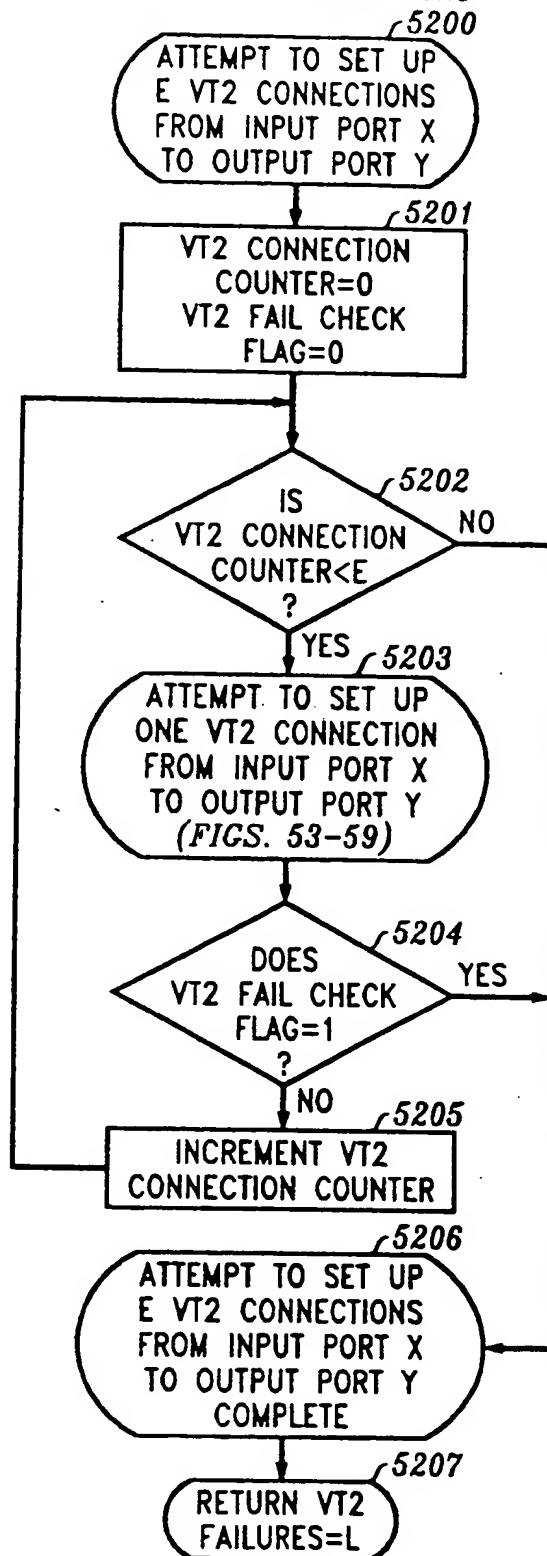 5200
ATTEMPT TO SET UP
E VT2 CONNECTIONS
FROM INPUT PORT X
TO OUTPUT PORT Y
5201
VT2 CONNECTION
COUNTER=0
VT2 FAIL CHECK
FLAG=0
5202
IS
VT2 CONNECTION
COUNTER<E
?
NO
YES
5203
ATTEMPT TO SET UP
ONE VT2 CONNECTION
FROM INPUT PORT X
TO OUTPUT PORT Y
(FIGS. 53-59)
5204
DOES
VT2 FAIL CHECK
FLAG=1
?
YES
NO
5205
INCREMENT VT2
CONNECTION COUNTER
5206
ATTEMPT TO SET UP
E VT2 CONNECTIONS
FROM INPUT PORT X
TO OUTPUT PORT Y
COMPLETE
5207
RETURN VT2
FAILURES=L